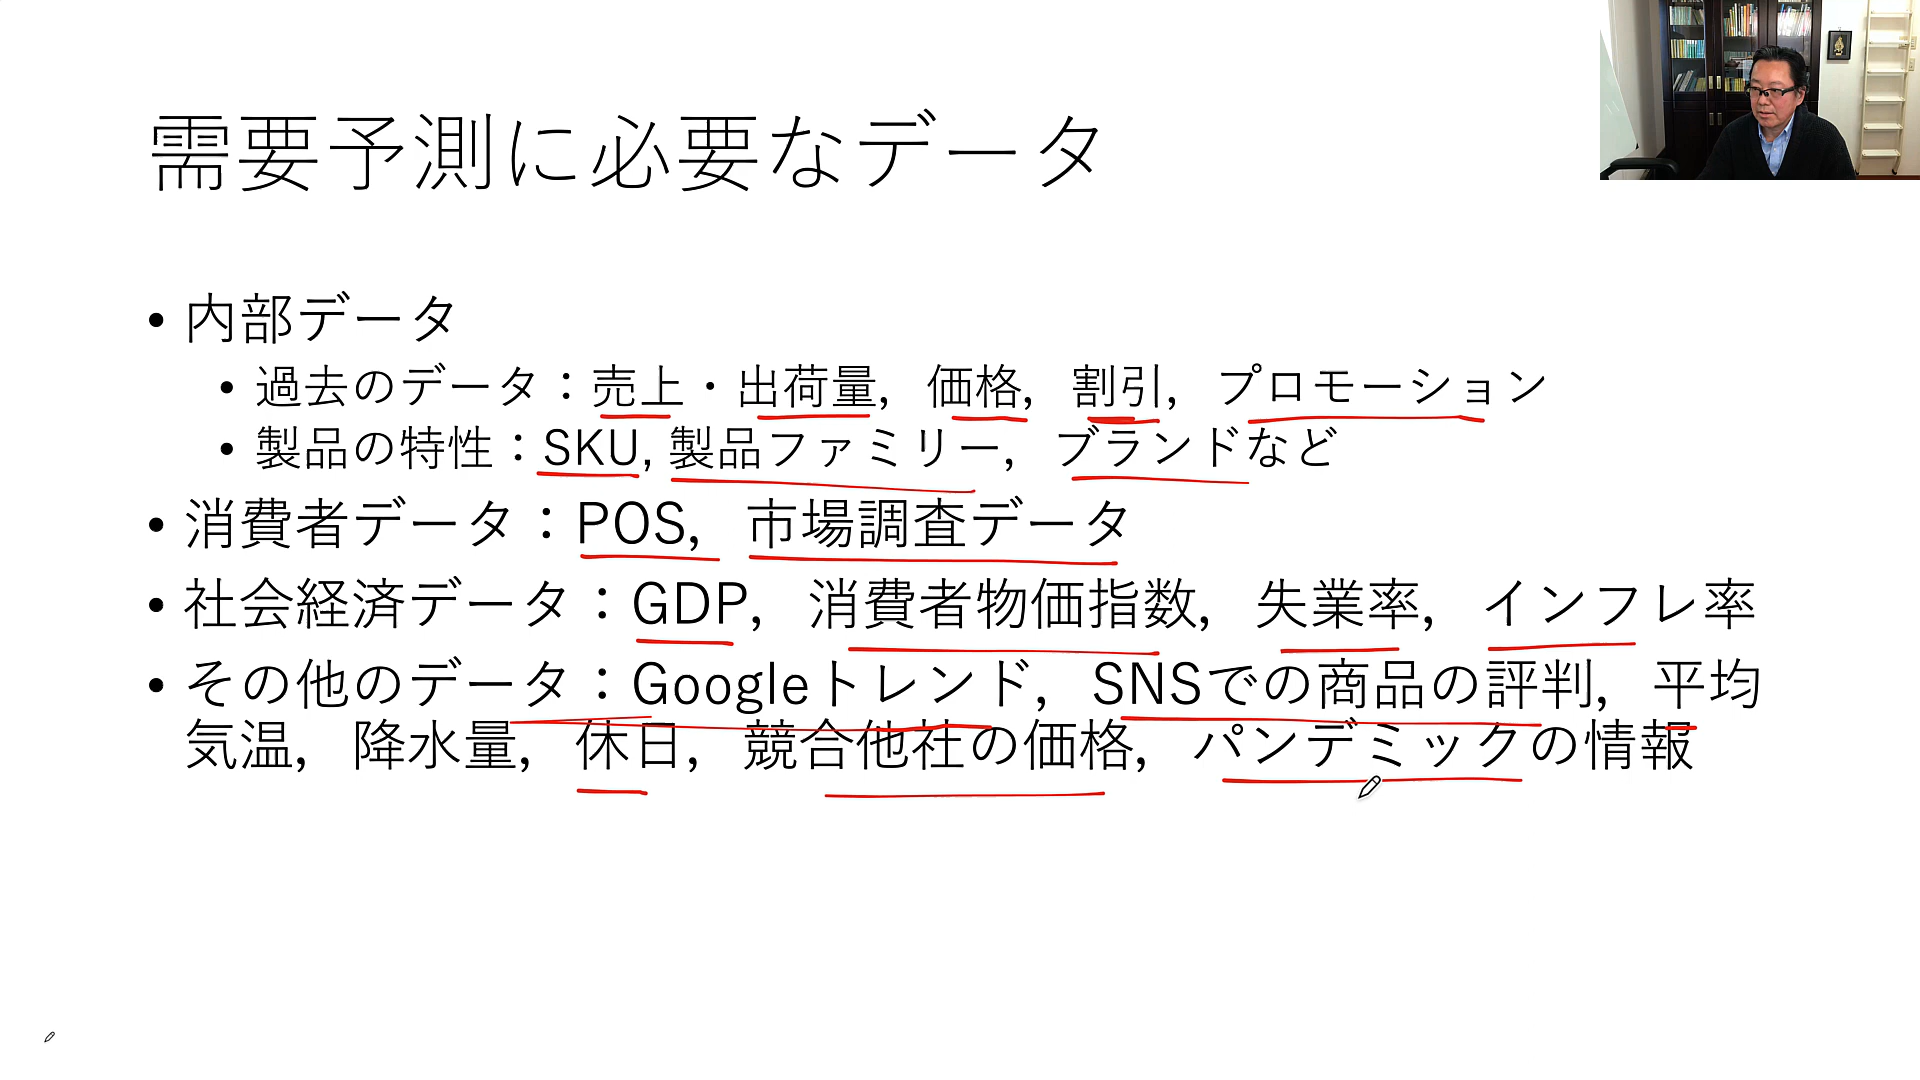 需要予測に必要なデータ
• 内部データ
• 過去のデータ：売上・出荷量，価格，割引，プロモーション
• 製品の特性：SKU, 製品ファミリー，ブランドなど
• 消費者データ：POS，市場調査データ
• 社会経済データ：GDP，消費者物価指数，失業率，インフレ率
• その他のデータ：Googleトレンド，SNSでの商品の評判，平均
気温，降水量，休日，競合他社の価格，パンデミックの情報